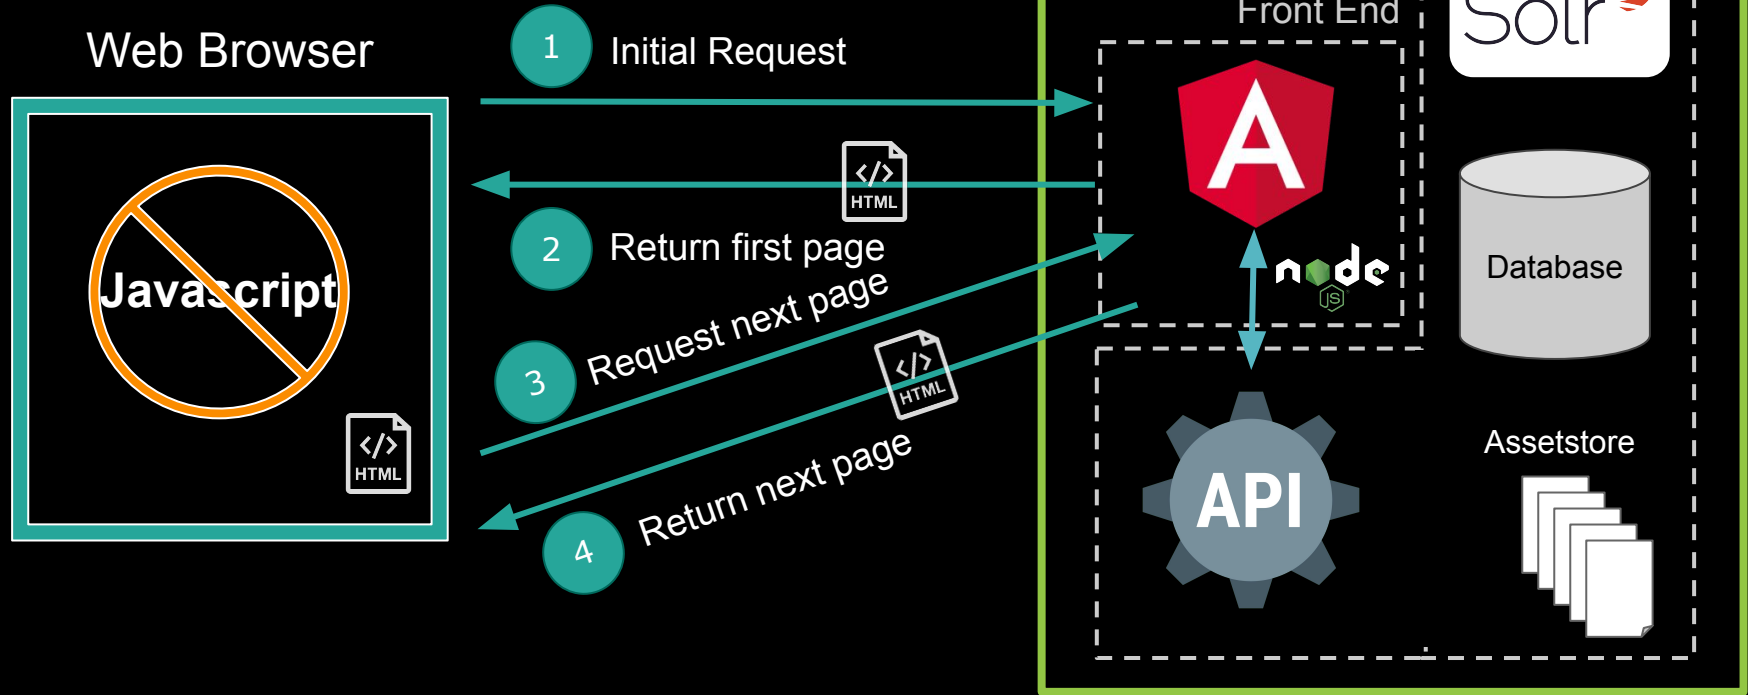 Web Browser
Javascript
</>
HTML
1
Initial Request
</>
HTML
2
Return first page
3
Request next page
</>
HTML
4
Return next page
Front End
A
node
JS
API
Solr
Database
Assetstore